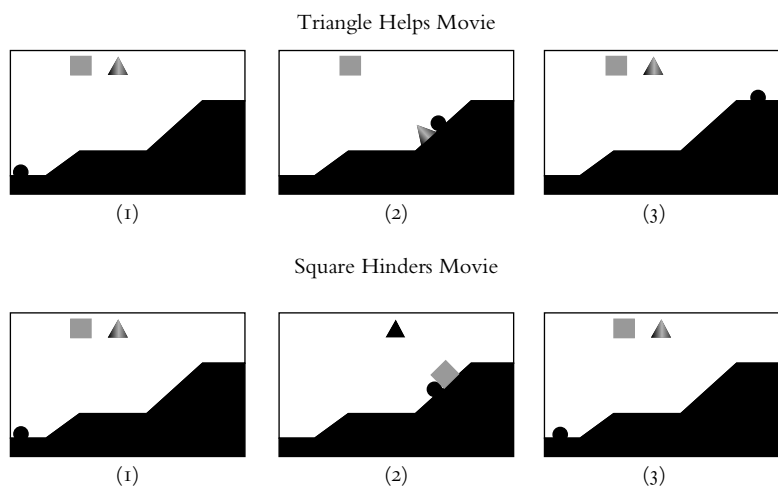 Triangle Helps Movie
(1) (2) (3)
Square Hinders Movie
(1) (2) (3)